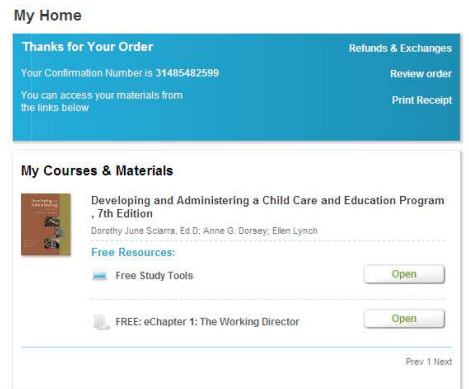 My Home
Thanks for Your Order
Refunds & Exchanges
Your Confirmation Number is 31485482599
Review order
You can access your materials from
the links below
Print Receipt
My Courses & Materials
Developing and Administering a Child Care and Education Program
, 7th Edition
Dorothy June Sciarra, Ed.D; Anne G. Dorsey; Ellen Lynch
Free Resources:
Free Study Tools
Open
FREE: eChapter 1: The Working Director
Open
Prev 1 Next